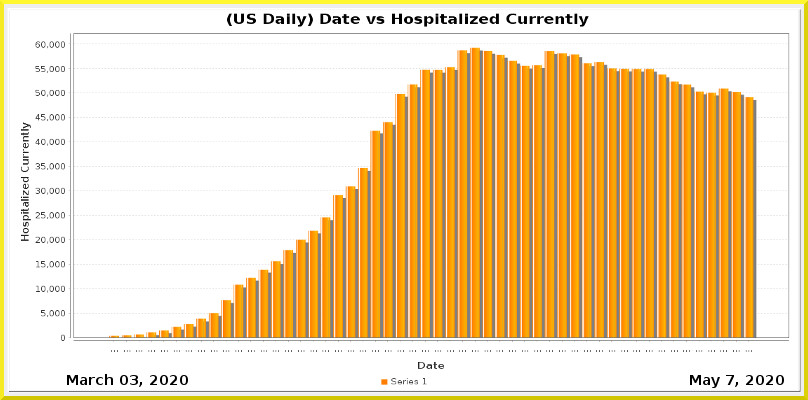 (US Daily) Date vs Hospitalized Currently
60,000
55,000
50,000
45,000
40,000
35,000
30,000
25,000
20,000
15,000
10,000
5,000
0
Hospitalized Currently
... ... ... ... ... ... ... ... ... ... ... ... ... ... ... ... ... ... ... ... ... ... ... ... ... ... ... ... ... ... ... ... ... ... ... ... ... ... ... ... ... ... ... ... ... ... ... ... ... ... ... ...
Date
March 03, 2020
Series 1
May 7, 2020